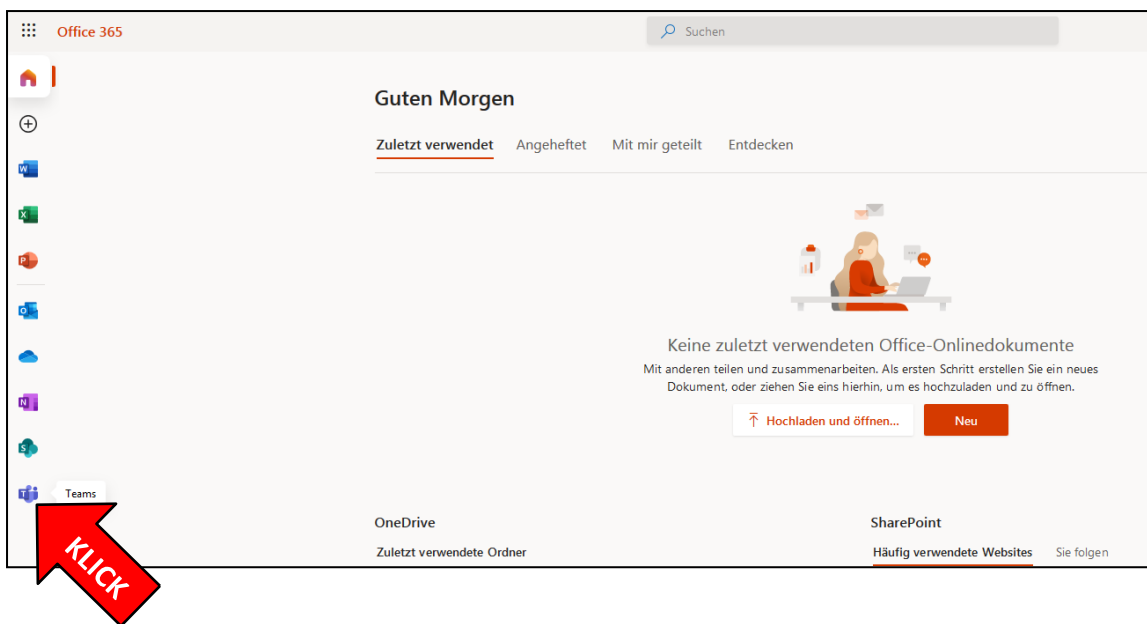 Office 365
Suchen
Guten Morgen
Zuletzt verwendet Angeheftet Mit mir geteilt Entdecken
Keine zuletzt verwendeten Office-Onlinedokumente
Mit anderen teilen und zusammenarbeiten. Als ersten Schritt erstellen Sie ein neues
Dokument, oder ziehen Sie eins hierhin, um es hochzuladen und zu öffnen.
Hochladen und öffnen... Neu
Teams
KLICK
OneDrive
Zuletzt verwendete Ordner
SharePoint
Häufig verwendete Websites Sie folgen